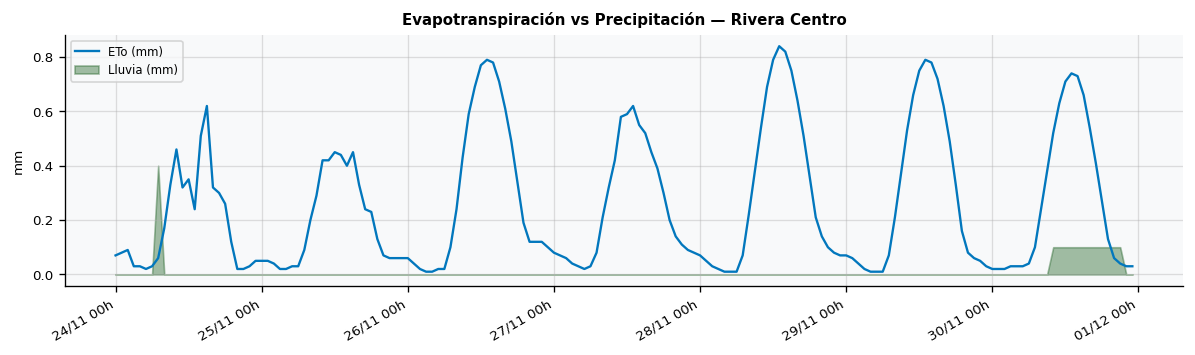 Evapotranspiración vs Precipitación — Rivera Centro
ETo (mm)
Lluvia (mm)
mm
0.8
0.6
0.4
0.2
0.0
24/11 00h
25/11 00h
26/11 00h
27/11 00h
28/11 00h
29/11 00h
30/11 00h
01/12 00h